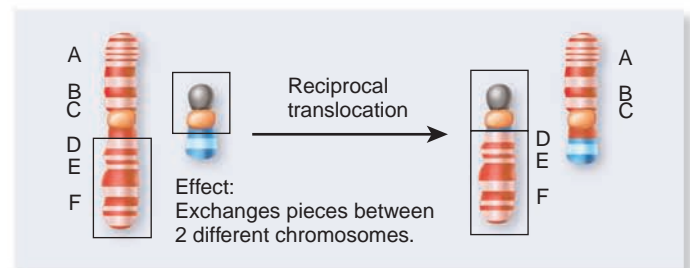 A
B
C
D
E
F
Reciprocal
translocation
Effect:
Exchanges pieces between
2 different chromosomes.
D
E
F
A
B
C